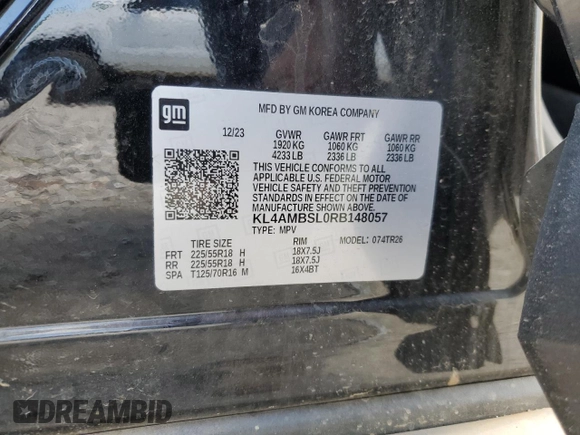 gm
MFD BY GM KOREA COMPANY
12/23 GVWR GAWR FRT GAWR RR
1920 KG 1060 KG 1060 KG
4233 LB 2336 LB 2336 LB
THIS VEHICLE CONFORMS TO ALL
APPLICABLE U.S. FEDERAL MOTOR
VEHICLE SAFETY AND THEFT PREVENTION
STANDARDS IN EFFECT ON THE DATE
OF MANUFACTURE SHOWN ABOVE.
KL4AMBSL0RB148057
TYPE: MPV MODEL: 074TR26
TIRE SIZE RIM
FRT 225/55R18 H 18X7.5J
RR 225/55R18 H 18X7.5J
SPA T125/70R16 M 16X4BT
DREAMBID